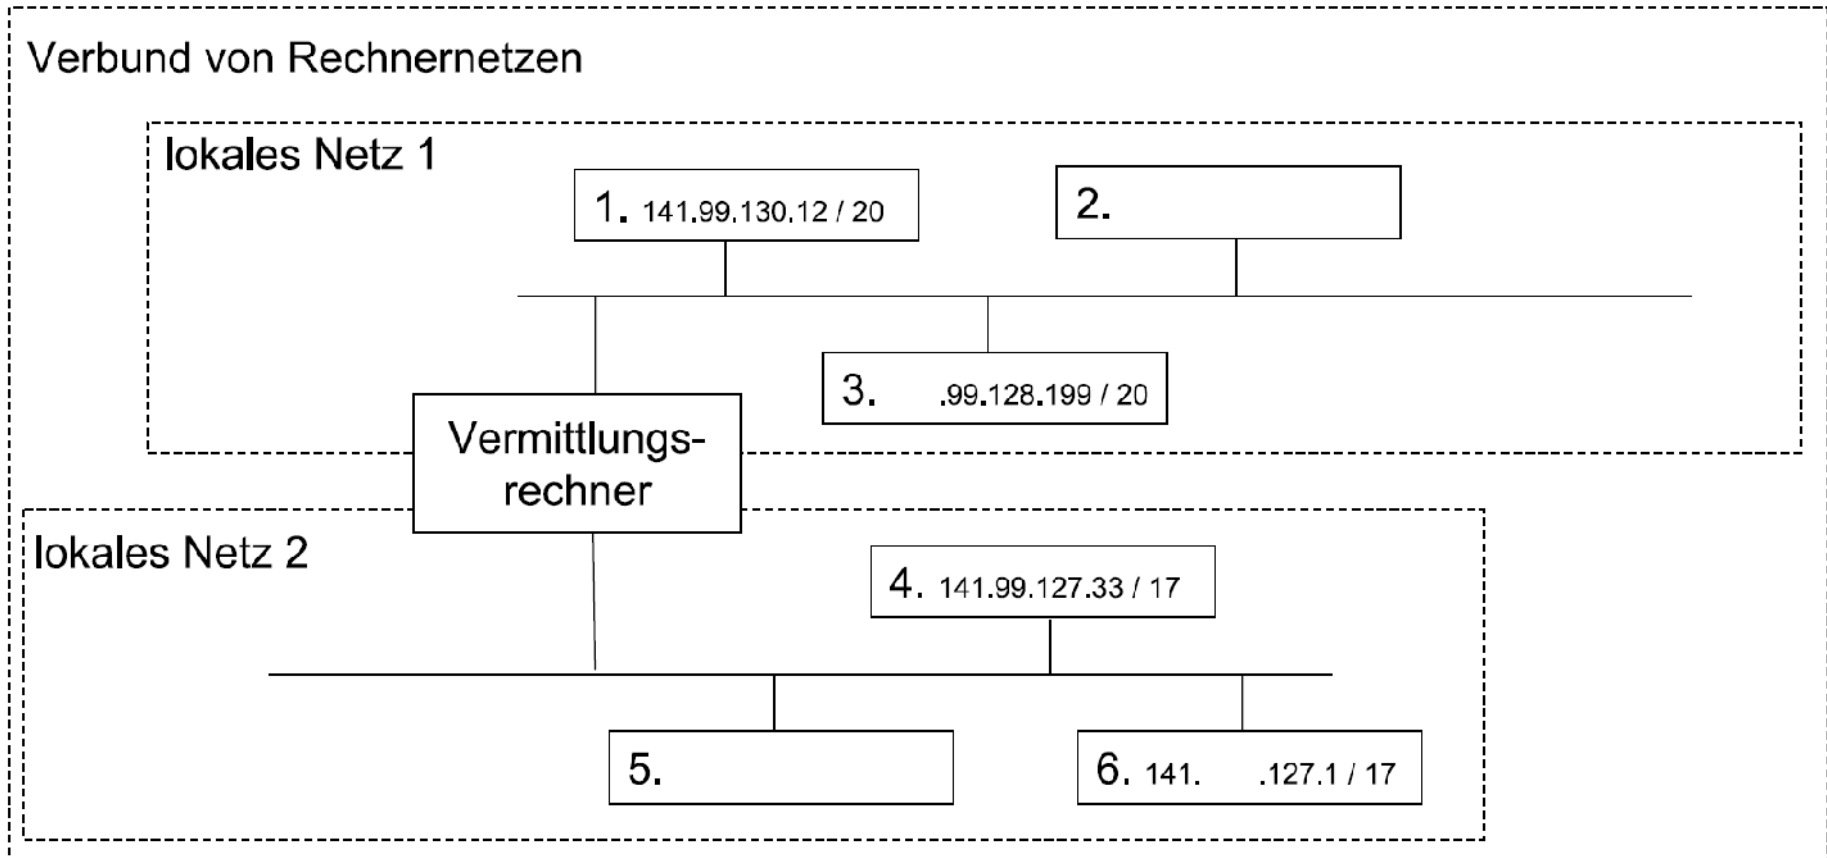 Verbund von Rechnernetzen
lokales Netz 1
1. 141.99.130.12 / 20
2.
3. .99.128.199 / 20
Vermittlungs-
rechner
lokales Netz 2
4. 141.99.127.33 / 17
5.
6. 141. .127.1 / 17